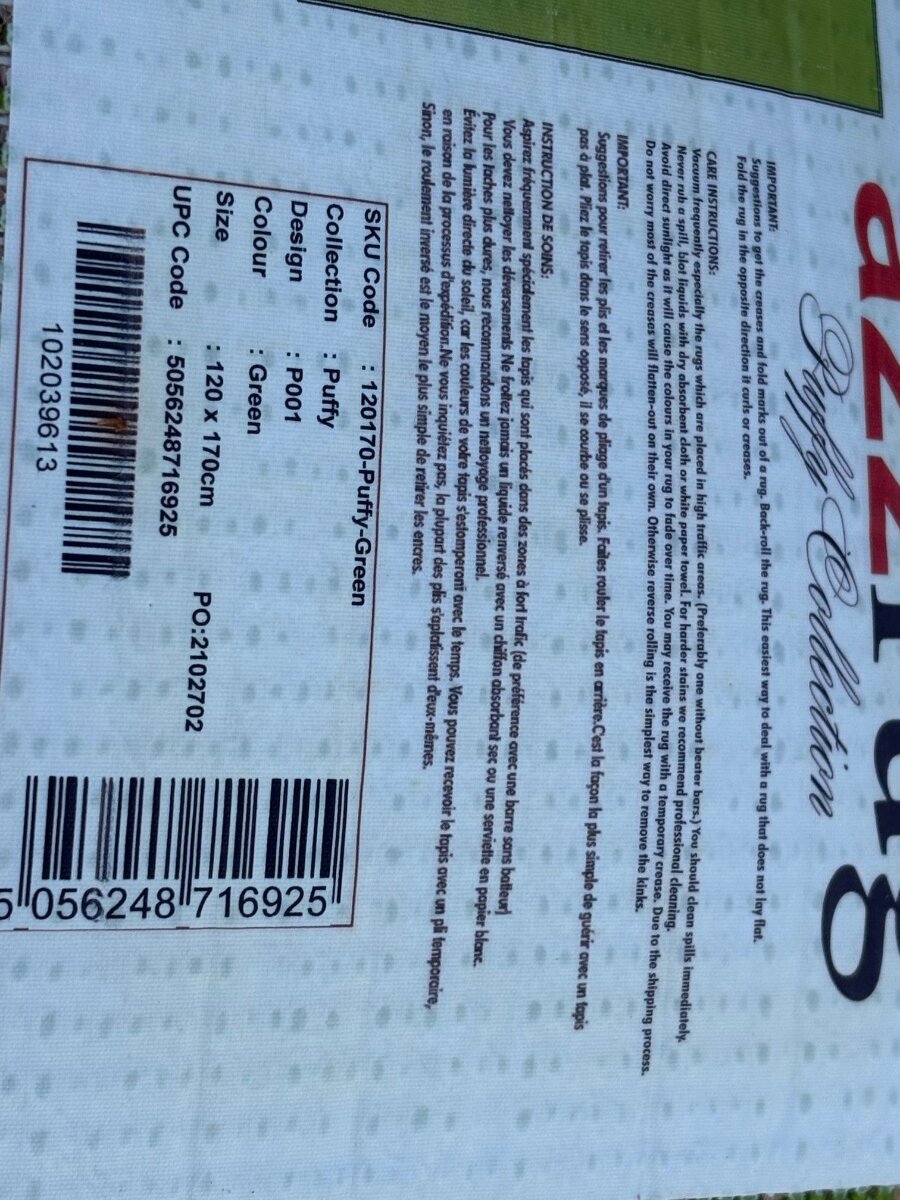 azzrug
Puffy Collection
IMPORTANT:
Suggestions to get the creases and fold marks out of a rug. Back-roll the rug. This easiest way to deal with a rug that does not lay flat.
Fold the rug in the opposite direction it curls or creases.
CARE INSTRUCTIONS:
Vacuum frequently especially the rugs which are placed in high traffic areas. (Preferably one without beater bars.) You should clean spills immediately.
Never rub a spill, blot liquids with dry absorbent cloth or white paper towel. For harder stains we recommend professional cleaning.
Avoid direct sunlight as it will cause the colours in your rug to fade over time. You may receive the rug with a temporary crease. Due to the shipping process.
Do not worry most of the creases will flatten-out on their own. Otherwise reverse rolling is the simplest way to remove the kinks.
IMPORTANT:
Suggestions pour retirer les plis et les marques de pliage d'un tapis. Faites rouler le tapis en arrière.C'est la façon la plus simple de guérir avec un tapis
pas à plat. Pliez le tapis dans le sens opposé, il se courbe ou se plisse.
INSTRUCTION DE SOINS:
Aspirez fréquemment spécialement les tapis qui sont placés dans des zones à fort trafic (de préférence avec une barre sans batteur)
Vous devez nettoyer les déversements Ne frottez jamais un liquide renversé avec un chiffon absorbant sec ou une serviette en papier blanc.
Pour les taches plus dures, nous recommandons un nettoyage professionnel.
Évitez la lumière directe du soleil, car les couleurs de votre tapis s'estomperont avec le temps. Vous pouvez recevoir le tapis avec un pli temporaire,
en raison de la processus d'expédition.Ne vous inquiétez pas, la plupart des plis s'aplatissent d'eux-mêmes.
Sinon, le roulement inversé est le moyen le plus simple de retirer les encres.
SKU Code : 120170-Puffy-Green
Collection : Puffy
Design : P001
Colour : Green
Size : 120 x 170cm PO:2102702
UPC Code : 5056248716925
102039613
5 056248 716925